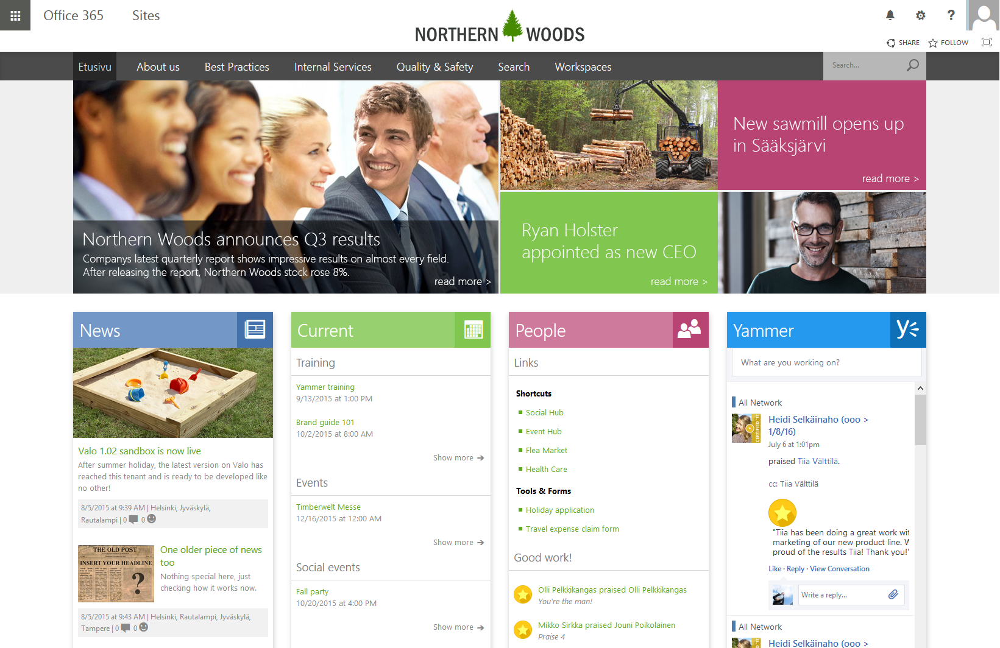 Office 365
Sites
NORTHERN WOODS
SHARE
FOLLOW
Etusivu
About us
Best Practices
Internal Services
Quality & Safety
Search
Workspaces
Search...
Northern Woods announces Q3 results
Companys latest quarterly report shows impressive results on almost every field.
After releasing the report, Northern Woods stock rose 8%.
read more >
New sawmill opens up
in Sääksjärvi
read more >
Ryan Holster
appointed as new CEO
read more >
News
Valo 1.02 sandbox is now live
After summer holiday, the latest version on Valo has
reached this tenant and is ready to be developed like
no other!
8/5/2015 at 9:39 AM | Helsinki, Jyväskylä,
Rautalampi | 0 0
THE OLD POST
INSERT YOUR HEADLINE
?
One older piece of news
too
Nothing special here, just
checking how it works now.
8/5/2015 at 9:43 AM | Helsinki, Rautalampi, Jyväskylä,
Tampere | 0 0
Current
Training
Yammer training
9/13/2015 at 1:00 PM
Brand guide 101
10/2/2015 at 8:00 AM
Show more
Events
Timberwelt Messe
12/16/2015 at 12:00 AM
Show more
Social events
Fall party
10/20/2015 at 4:00 PM
Show more
People
Links
Shortcuts
Social Hub
Event Hub
Flea Market
Health Care
Tools & Forms
Holiday application
Travel expense claim form
Good work!
Olli Pelkkikangas praised Olli Pelkkikangas
You're the man!
Mikko Sirkka praised Jouni Poikolainen
Praise 4
Yammer
What are you working on?
All Network
CERTIFIED
Heidi Selkäinaho (ooo >
1/8/16)
July 6 at 1:01pm
praised Tiia Välttilä.
cc: Tiia Välttilä
"Tiia has been doing a great work wit
marketing of our new product line. W
proud of the results Tiia! Thank you!"
Like · Reply · View Conversation
Write a reply...
All Network
Heidi Selkäinaho (ooo >